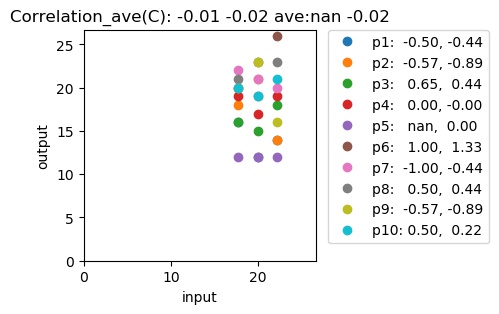 Correlation_ave(C): -0.01 -0.02 ave:nan -0.02
25
20
15
10
5
0
output
0 10 20
input
p1: -0.50, -0.44
p2: -0.57, -0.89
p3: 0.65, 0.44
p4: 0.00, -0.00
p5: nan, 0.00
p6: 1.00, 1.33
p7: -1.00, -0.44
p8: 0.50, 0.44
p9: -0.57, -0.89
p10: 0.50, 0.22